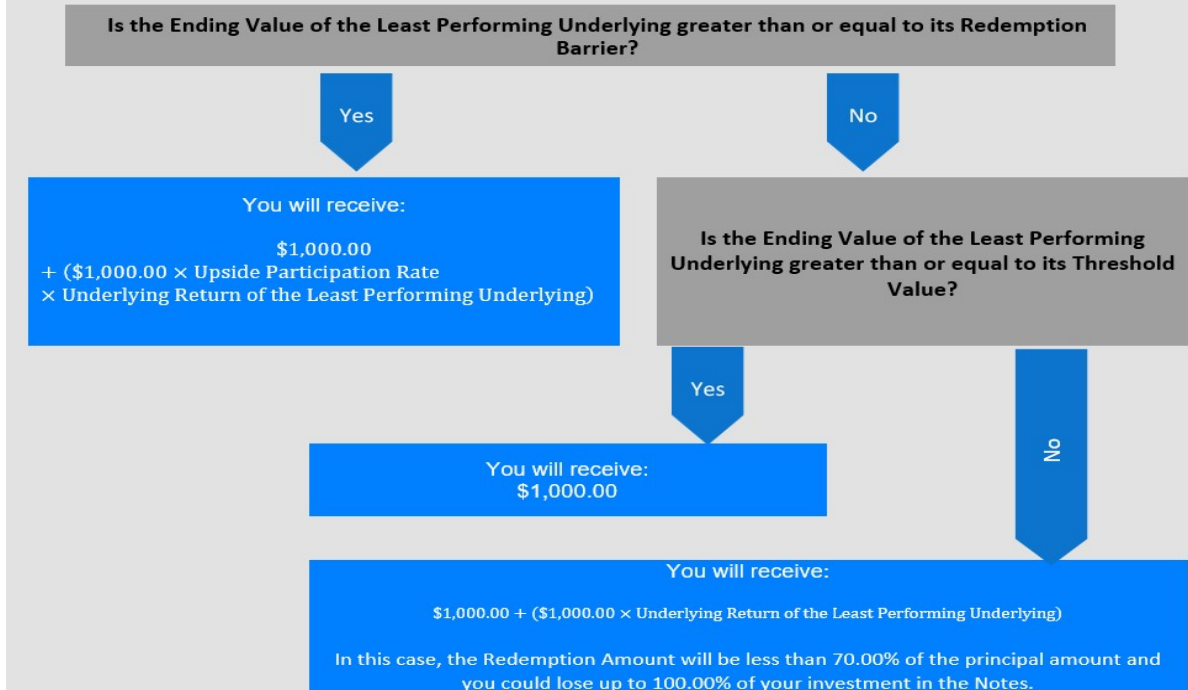 Is the Ending Value of the Least Performing Underlying greater than or equal to its Redemption
Barrier?
Yes
No
You will receive:
$1,000.00
+ ($1,000.00 × Upside Participation Rate
× Underlying Return of the Least Performing Underlying)
Is the Ending Value of the Least Performing
Underlying greater than or equal to its Threshold
Value?
Yes
No
You will receive:
$1,000.00
You will receive:
$1,000.00 + ($1,000.00 × Underlying Return of the Least Performing Underlying)
In this case, the Redemption Amount will be less than 70.00% of the principal amount and
you could lose up to 100.00% of your investment in the Notes.